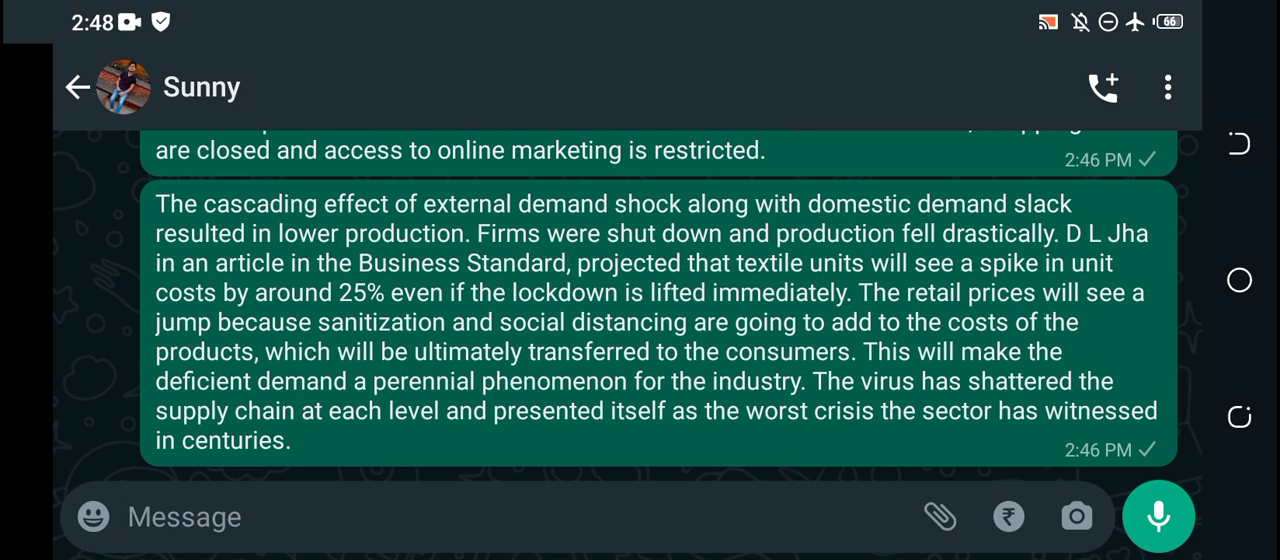 2:48
66
Sunny
are closed and access to online marketing is restricted.
2:46 PM
The cascading effect of external demand shock along with domestic demand slack
resulted in lower production. Firms were shut down and production fell drastically. D L Jha
in an article in the Business Standard, projected that textile units will see a spike in unit
costs by around 25% even if the lockdown is lifted immediately. The retail prices will see a
jump because sanitization and social distancing are going to add to the costs of the
products, which will be ultimately transferred to the consumers. This will make the
deficient demand a perennial phenomenon for the industry. The virus has shattered the
supply chain at each level and presented itself as the worst crisis the sector has witnessed
in centuries.
2:46 PM
Message